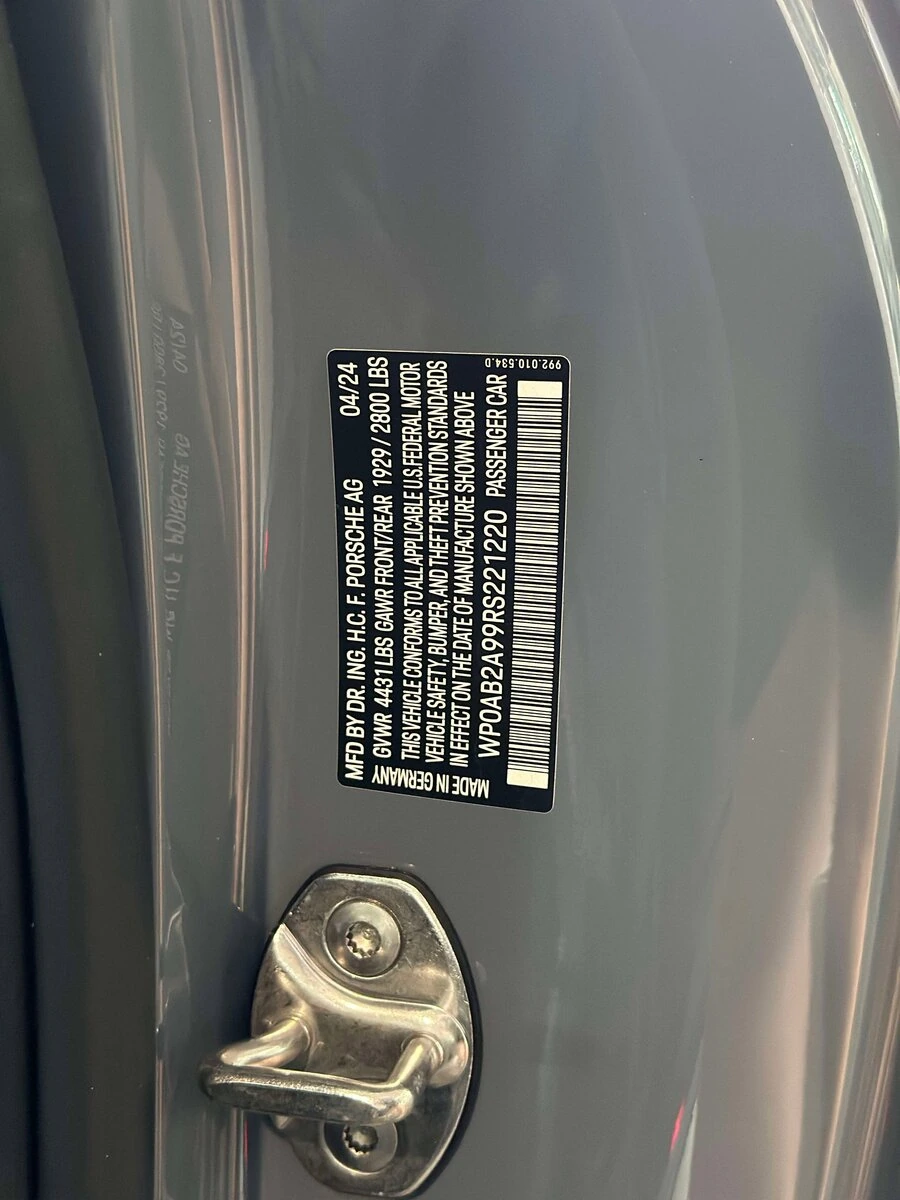 MFD BY DR. ING. H.C. F. PORSCHE AG 04/24
GVWR 4431 LBS GAWR FRONT/REAR 1929 / 2800 LBS
THIS VEHICLE CONFORMS TO ALL APPLICABLE U.S. FEDERAL MOTOR
VEHICLE SAFETY, BUMPER, AND THEFT PREVENTION STANDARDS
IN EFFECT ON THE DATE OF MANUFACTURE SHOWN ABOVE
WP0AB2A99RS221220 PASSENGER CAR
MADE IN GERMANY
992.010.534.D